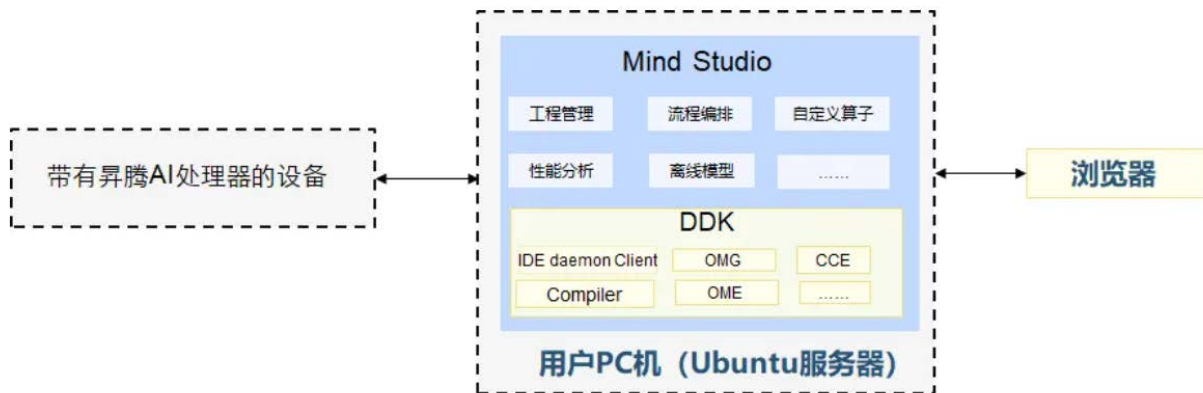 带有昇腾AI处理器的设备
Mind Studio
工程管理
流程编排
自定义算子
性能分析
离线模型
……
DDK
IDE daemon Client
OMG
CCE
Compiler
OME
……
用户PC机（Ubuntu服务器）
浏览器